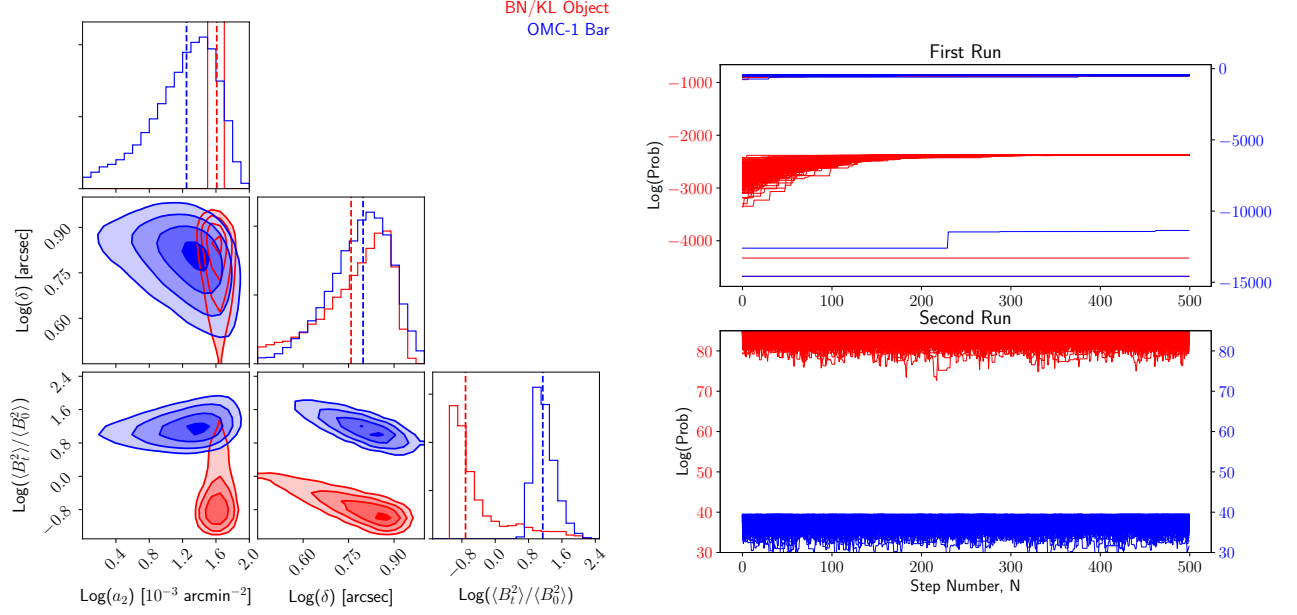 BN/KL Object
OMC-1 Bar
Log(δ) [arcsec]
0.90
0.75
0.60
Log(⟨B_t^2⟩/⟨B_0^2⟩)
2.4
1.6
0.8
0.0
−0.8
0.4 0.8 1.2 1.6 2.0
Log(a_2) [10^{−3} arcmin^{−2}]
0.60 0.75 0.90
Log(δ) [arcsec]
−0.8 0.0 0.8 1.6 2.4
Log(⟨B_t^2⟩/⟨B_0^2⟩)
First Run
Log(Prob)
−1000
−2000
−3000
−4000
0
−5000
−10000
−15000
0 100 200 300 400 500
Second Run
Log(Prob)
80
70
60
50
40
30
80
70
60
50
40
30
0 100 200 300 400 500
Step Number, N